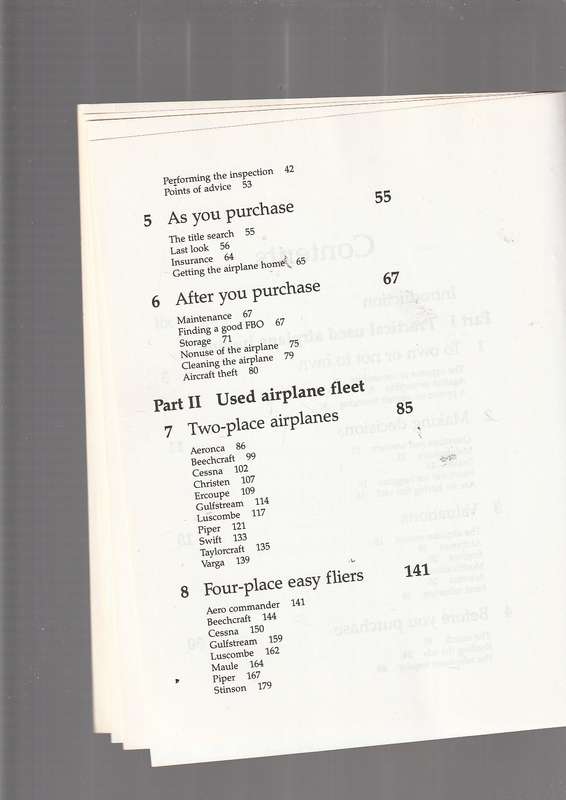 Performing the inspection 42
Points of advice 53
5 As you purchase 55
The title search 55
Last look 56
Insurance 64
Getting the airplane home 65
6 After you purchase 67
Maintenance 67
Finding a good FBO 67
Storage 71
Nonuse of the airplane 75
Cleaning the airplane 79
Aircraft theft 80
Part II Used airplane fleet
7 Two-place airplanes 85
Aeronca 86
Beechcraft 99
Cessna 102
Christen 107
Ercoupe 109
Gulfstream 114
Luscombe 117
Piper 121
Swift 133
Taylorcraft 135
Varga 139
8 Four-place easy fliers 141
Aero commander 141
Beechcraft 144
Cessna 150
Gulfstream 159
Luscombe 162
Maule 164
Piper 167
Stinson 179